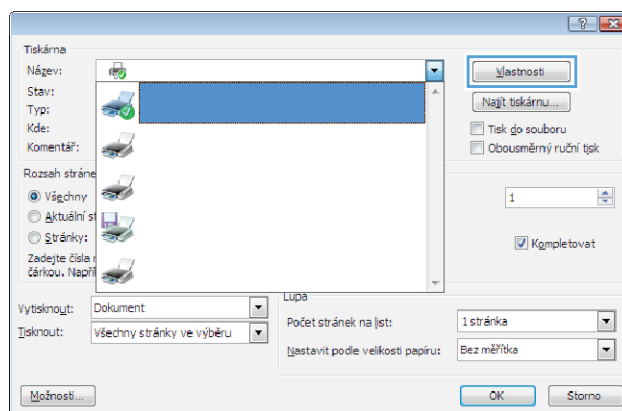 Tiskárna
Název:
Vlastnosti
Stav:
Typ:
Najít tiskárnu...
Kde:
Tisk do souboru
Komentář:
Obousměrný ruční tisk
Rozsah stráne
Všechny
1
Aktuální st
Stránky:
Kompletovat
Zadejte čísla r
čárkou. Např
Lupa
Vytisknout:
Dokument
Počet stránek na list:
1 stránka
Tisknout:
Všechny stránky ve výběru
Nastavit podle velikosti papíru:
Bez měřítka
Možnosti...
OK
Storno